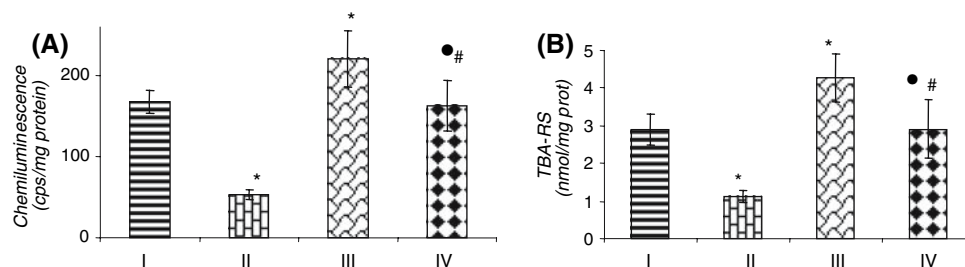 (A)
Chemiluminescence
(cps/mg protein)
200
100
0
*
*
●
#
I II III IV
(B)
TBA-RS
(nmol/mg prot)
5
4
3
2
1
0
*
*
● #
I II III IV